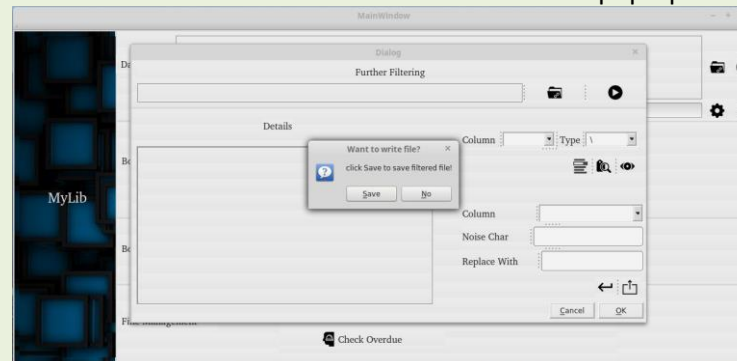 MainWindow
Dialog
Further Filtering
Details
Column
Type \
Want to write file?
click Save to save filtered file!
Save
No
MyLib
Column
Noise Char
Replace With
Cancel
OK
Check Overdue